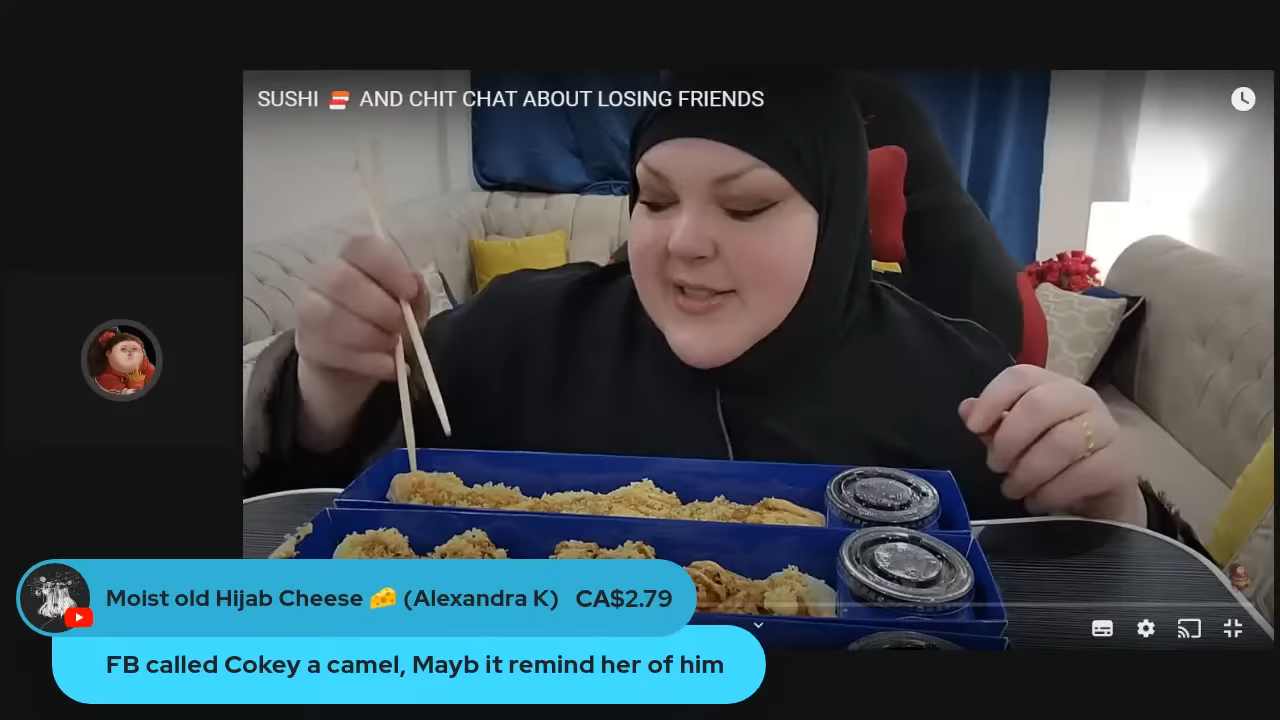 SUSHI 🍣 AND CHIT CHAT ABOUT LOSING FRIENDS
Moist old Hijab Cheese 🧀 (Alexandra K) CA$2.79
FB called Cokey a camel, Mayb it remind her of him